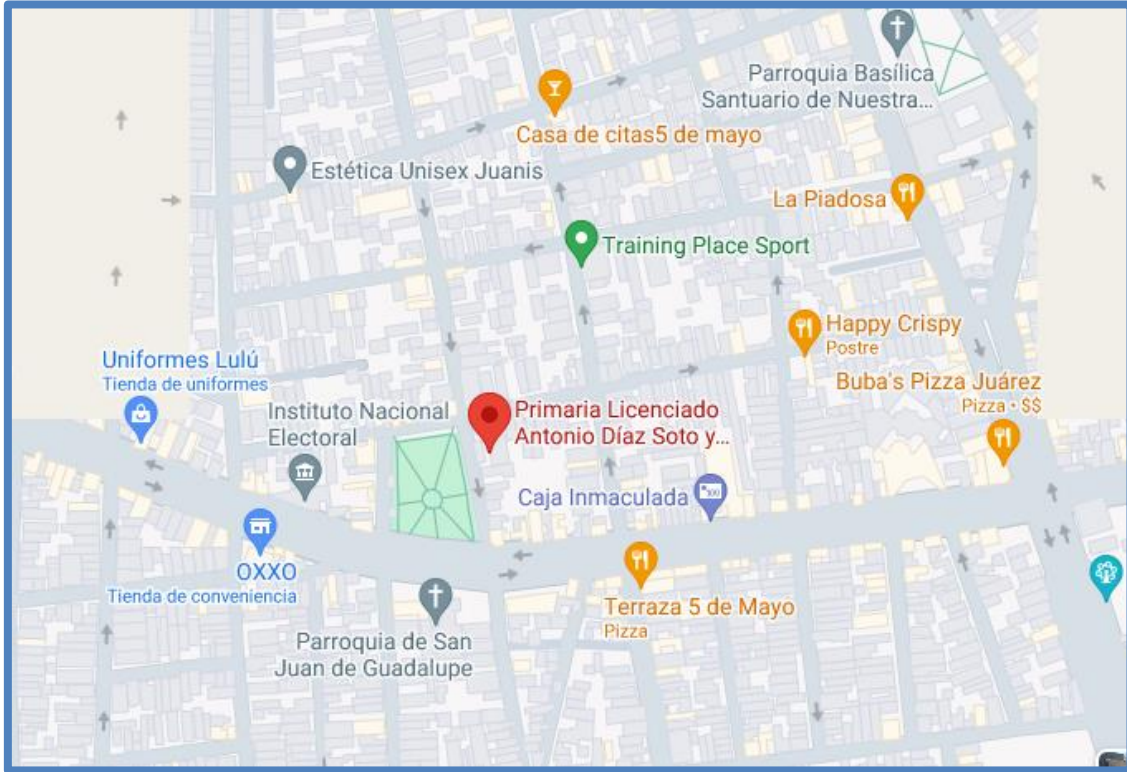 Parroquia Basílica
Santuario de Nuestra...
Casa de citas5 de mayo
Estética Unisex Juanis
La Piadosa
Training Place Sport
Happy Crispy
Postre
Uniformes Lulú
Tienda de uniformes
Buba's Pizza Juárez
Pizza • $$
Instituto Nacional
Electoral
Primaria Licenciado
Antonio Díaz Soto y...
Caja Inmaculada
OXXO
Tienda de conveniencia
Terraza 5 de Mayo
Pizza
Parroquia de San
Juan de Guadalupe